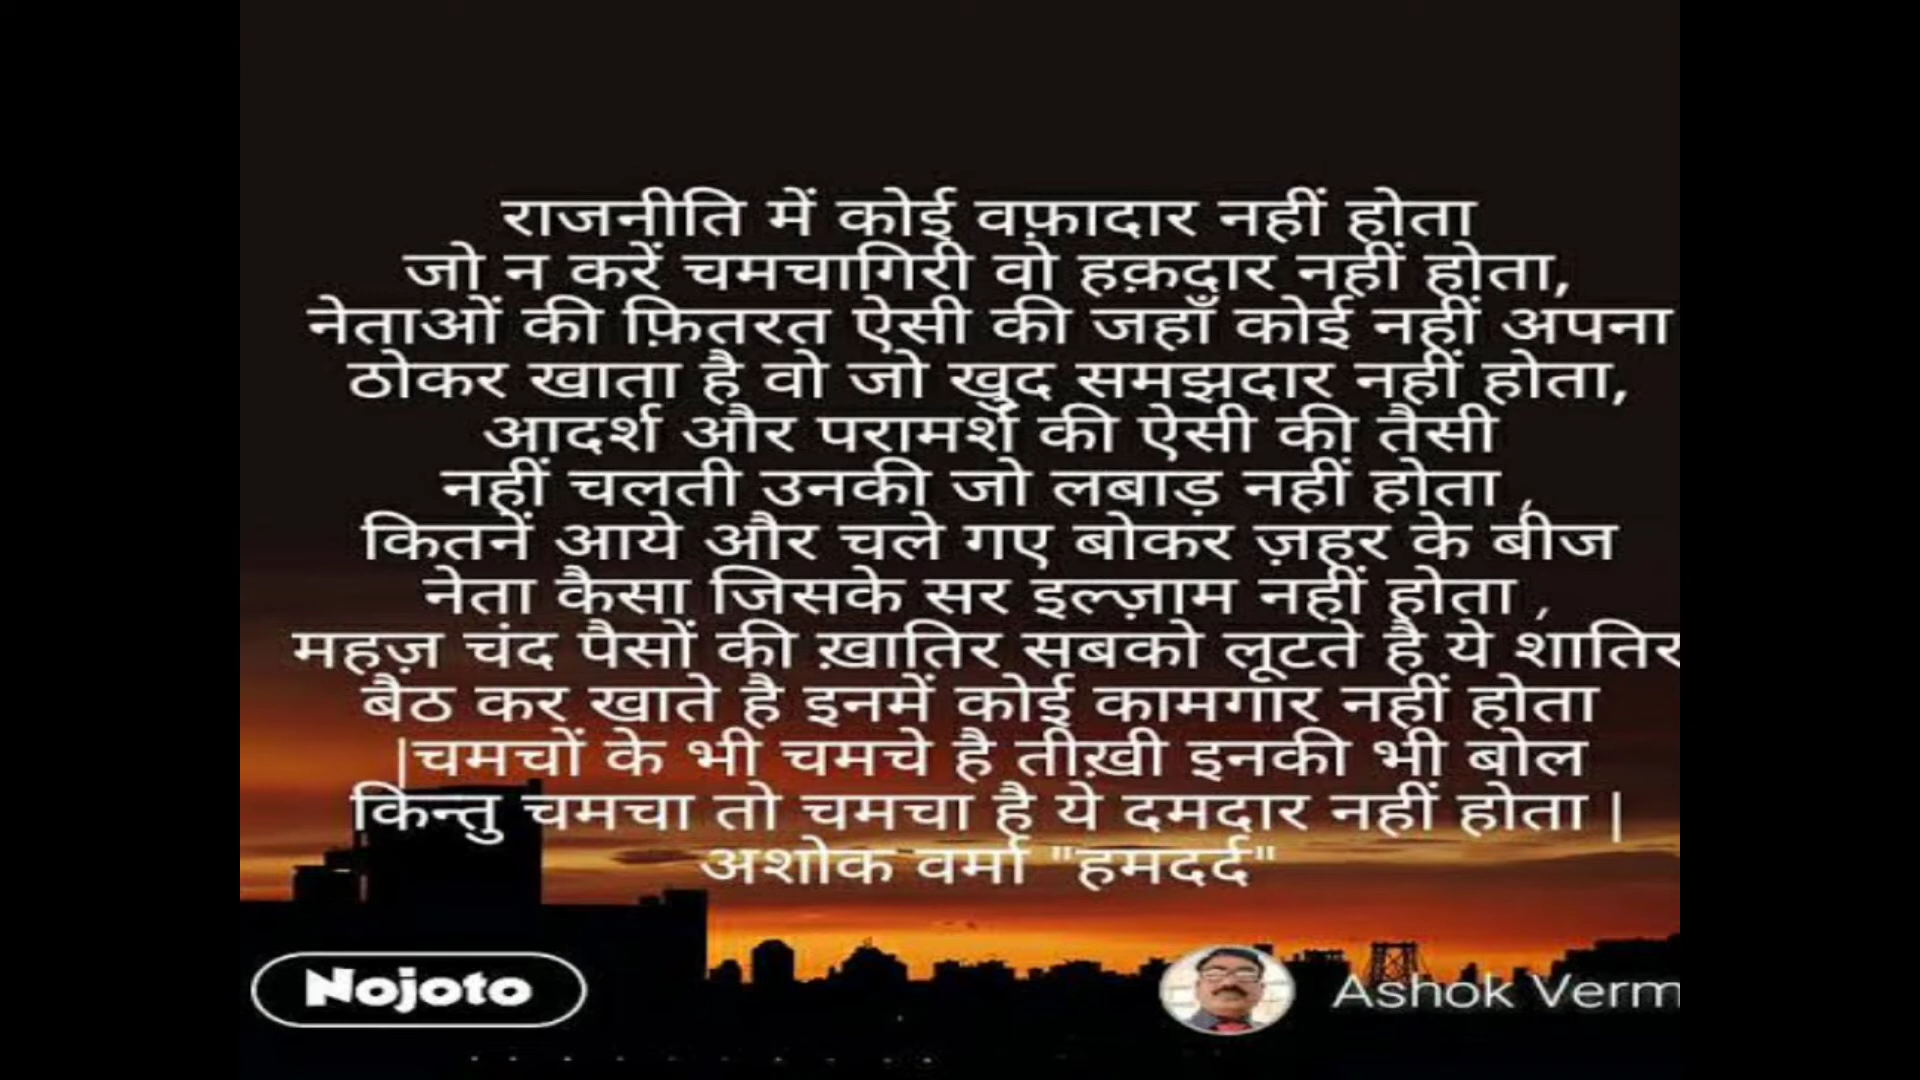 राजनीति में कोई वफ़ादार नहीं होता
जो न करें चमचागिरी वो हक़दार नहीं होता,
नेताओं की फ़ितरत ऐसी की जहाँ कोई नहीं अपना
ठोकर खाता है वो जो खुद समझदार नहीं होता,
आदर्श और परामर्श की ऐसी की तैसी
नहीं चलती उनकी जो लबाड़ नहीं होता ,
कितनें आये और चले गए बोकर ज़हर के बीज
नेता कैसा जिसके सर इल्ज़ाम नहीं होता ,
महज़ चंद पैसों की ख़ातिर सबको लूटते है ये शातिर
बैठ कर खाते है इनमें कोई कामगार नहीं होता
|चमचों के भी चमचे है तीख़ी इनकी भी बोल
किन्तु चमचा तो चमचा है ये दमदार नहीं होता |
अशोक वर्मा "हमदर्द"
Nojoto
Ashok Verm